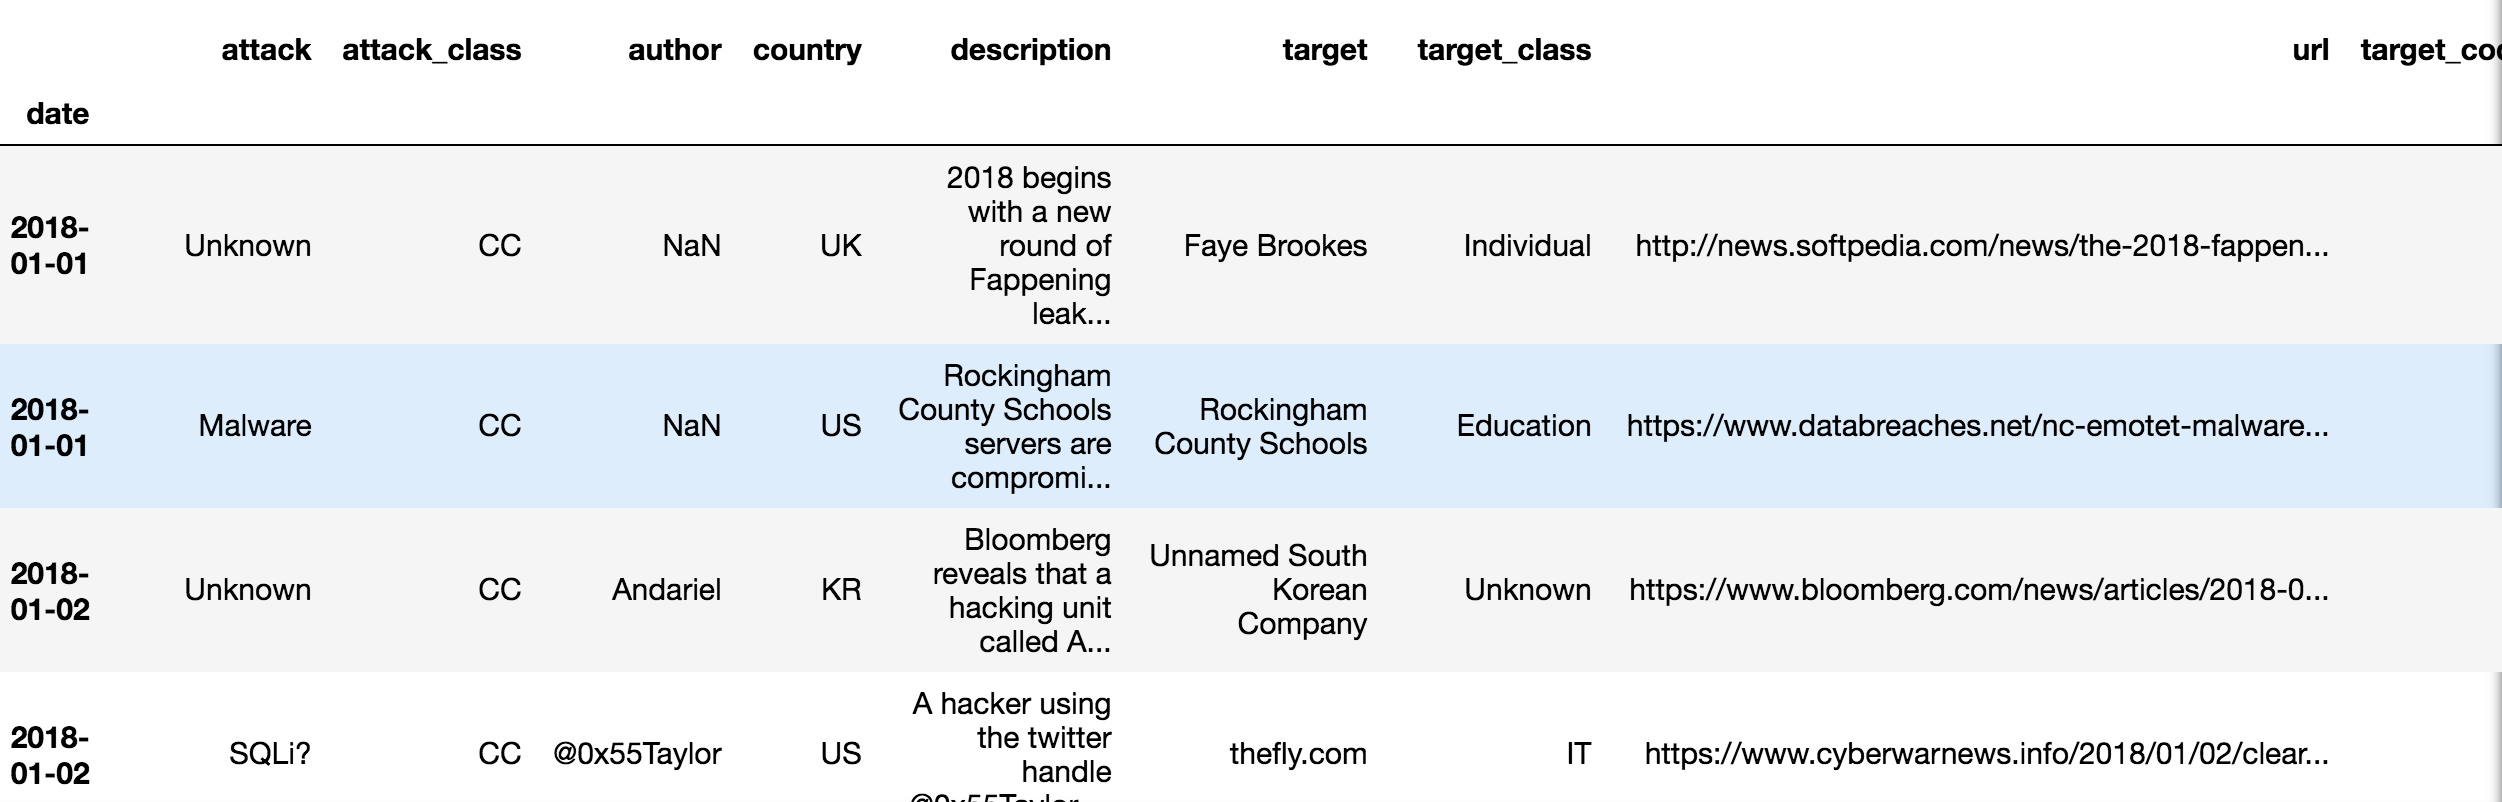 attack attack_class author country description target target_class url target_coc
date
2018-01-01 Unknown CC NaN UK 2018 begins with a new round of Fappening leak... Faye Brookes Individual http://news.softpedia.com/news/the-2018-fappen...
2018-01-01 Malware CC NaN US Rockingham County Schools servers are compromi... Rockingham County Schools Education https://www.databreaches.net/nc-emotet-malware...
2018-01-02 Unknown CC Andariel KR Bloomberg reveals that a hacking unit called A... Unnamed South Korean Company Unknown https://www.bloomberg.com/news/articles/2018-0...
2018-01-02 SQLi? CC @0x55Taylor US A hacker using the twitter handle thefly.com IT https://www.cyberwarnews.info/2018/01/02/clear...